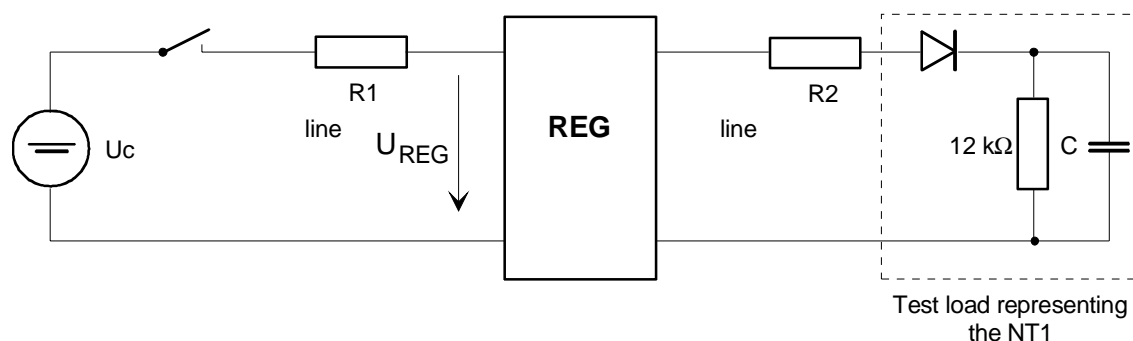 R1
R2
line
REG
line
Uc
U_REG
12 kΩ
C
Test load representing
the NT1